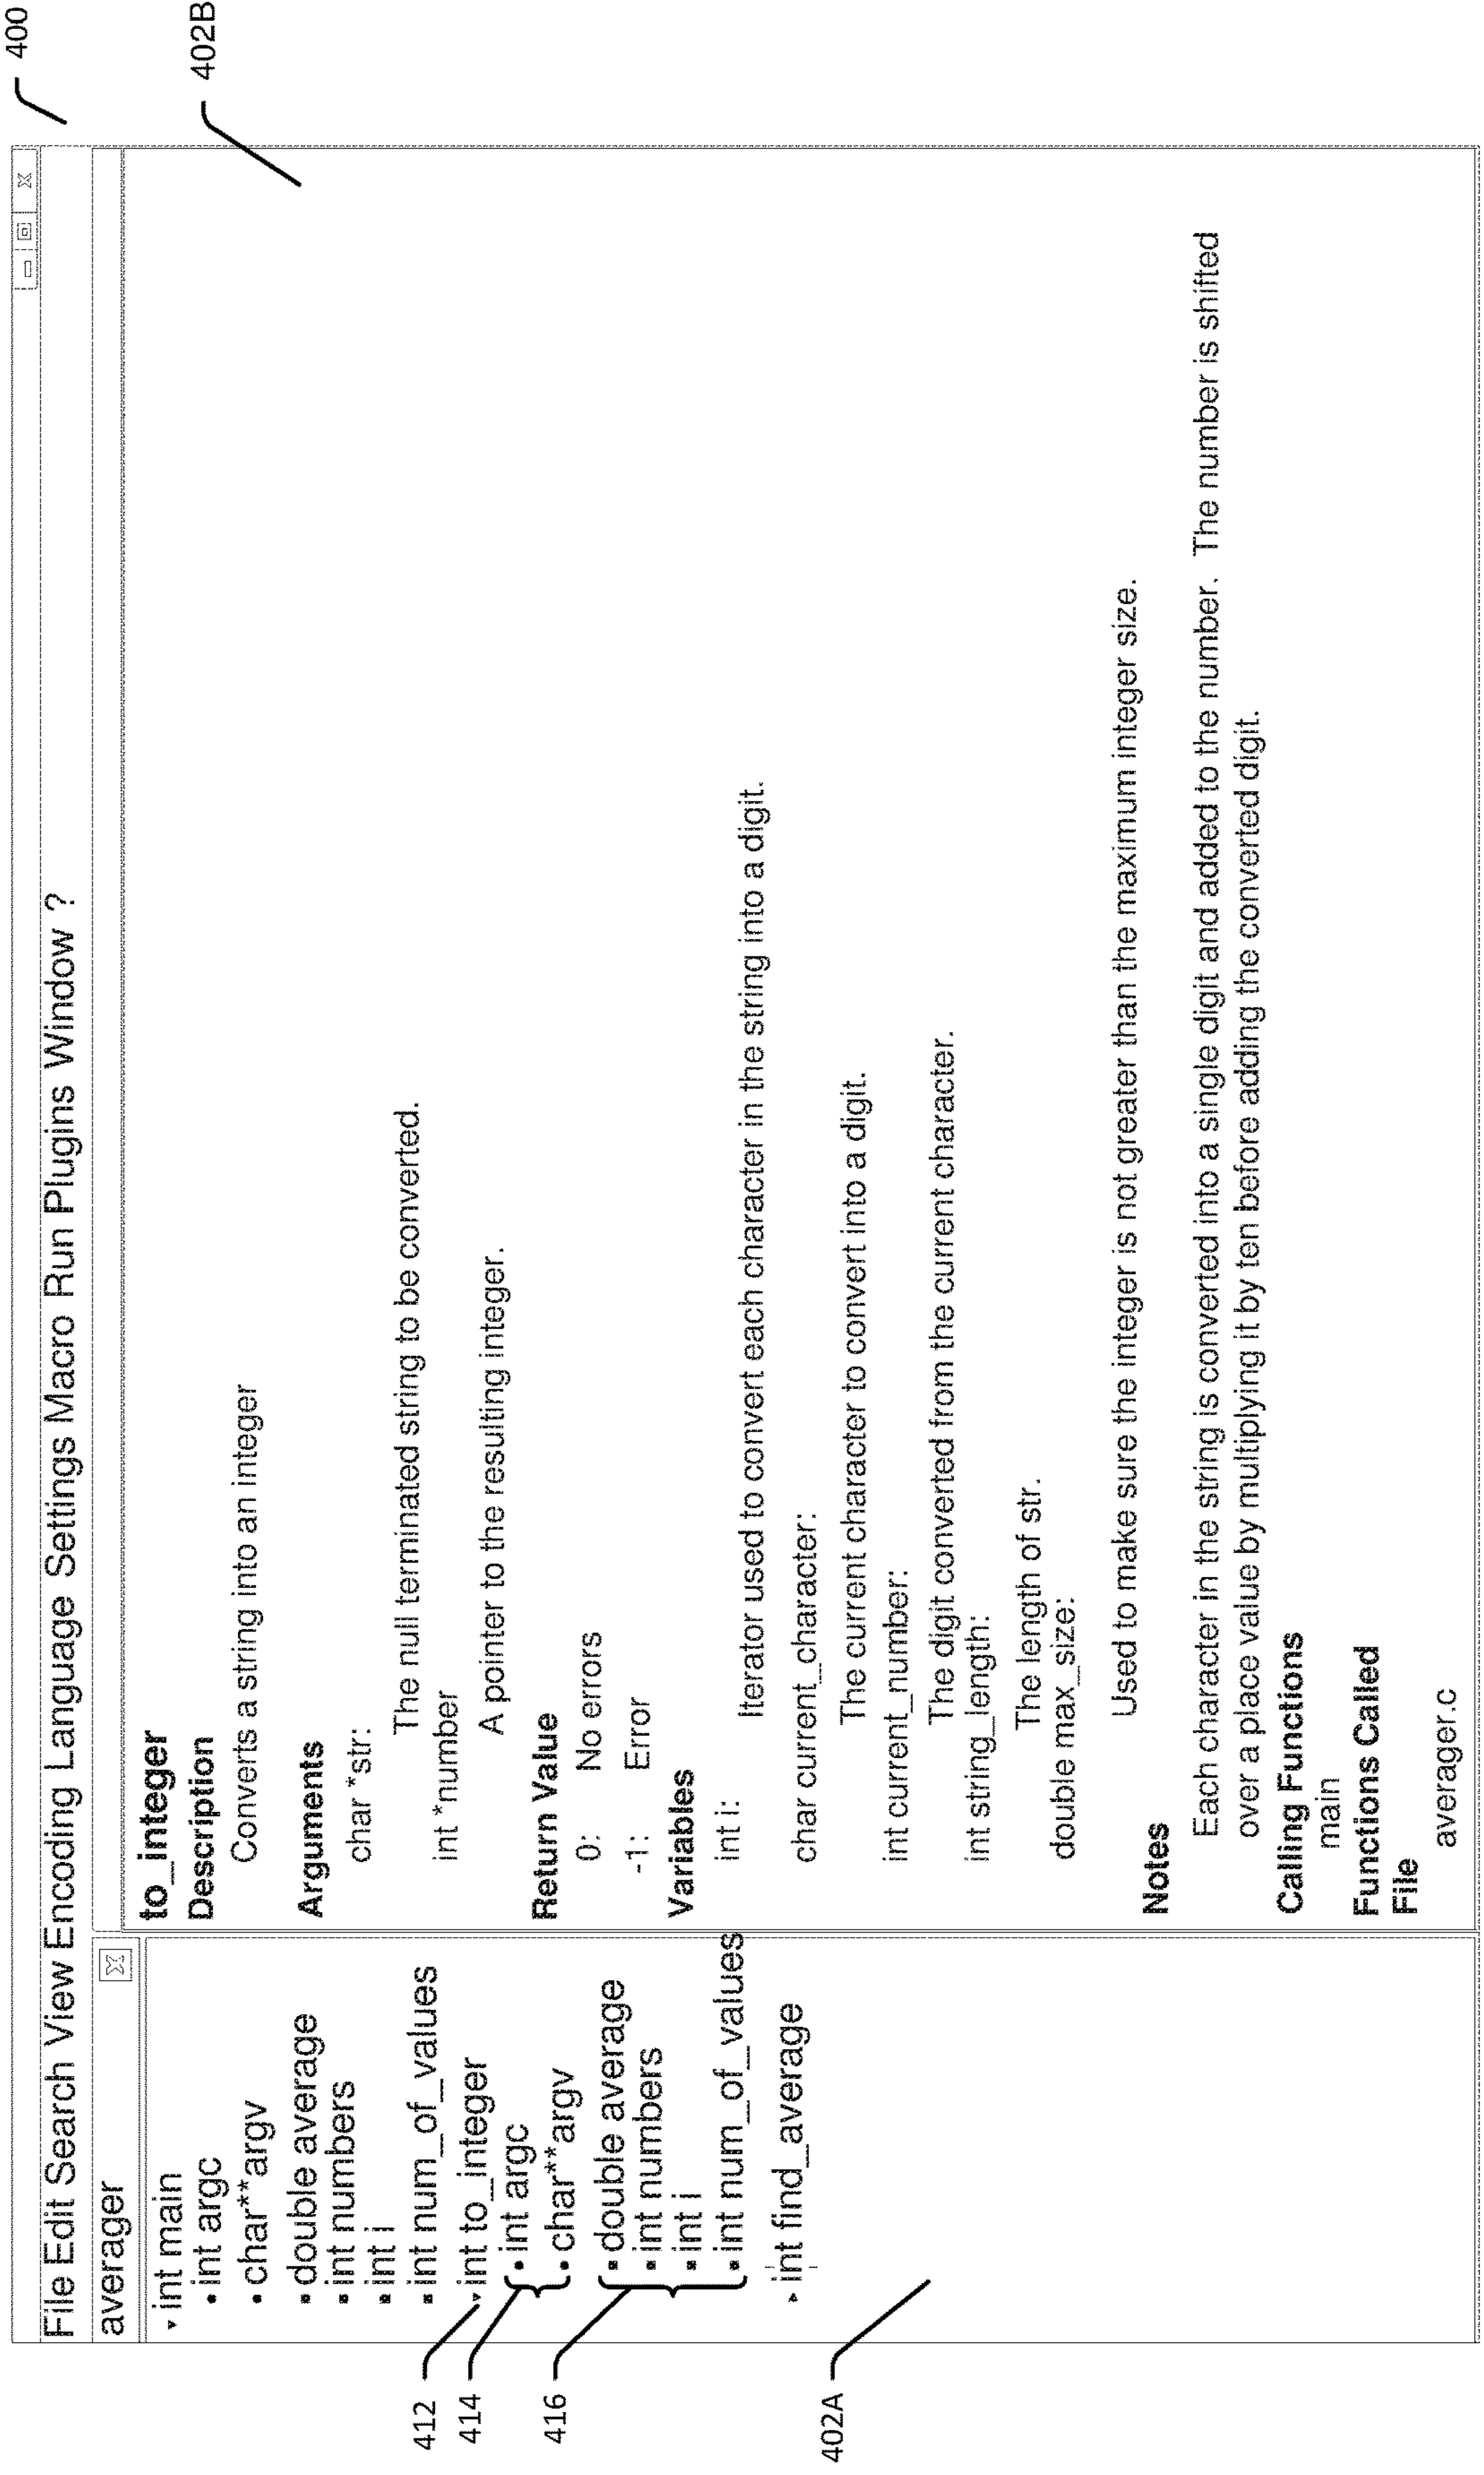 400
File Edit Search View Encoding Language Settings Macro Run Plugins Window ?
X
averager
X
402B
▾ int main
• int argc
• char**argv
▪ double average
▪ int numbers
▪ int i
▪ int num_of_values
412
▾ int to_integer
414
• int argc
• char**argv
416
▪ double average
▪ int numbers
▪ int i
▪ int num_of_values
▸ int find_average
402A
to_integer
Description
Converts a string into an integer
Arguments
char *str:
The null terminated string to be converted.
int *number
A pointer to the resulting integer.
Return Value
0: No errors
-1: Error
Variables
int i:
Iterator used to convert each character in the string into a digit.
char current_character:
The current character to convert into a digit.
int current_number:
The digit converted from the current character.
int string_length:
The length of str.
double max_size:
Used to make sure the integer is not greater than the maximum integer size.
Notes
Each character in the string is converted into a single digit and added to the number. The number is shifted
over a place value by multiplying it by ten before adding the converted digit.
Calling Functions
main
Functions Called
File
averager.c